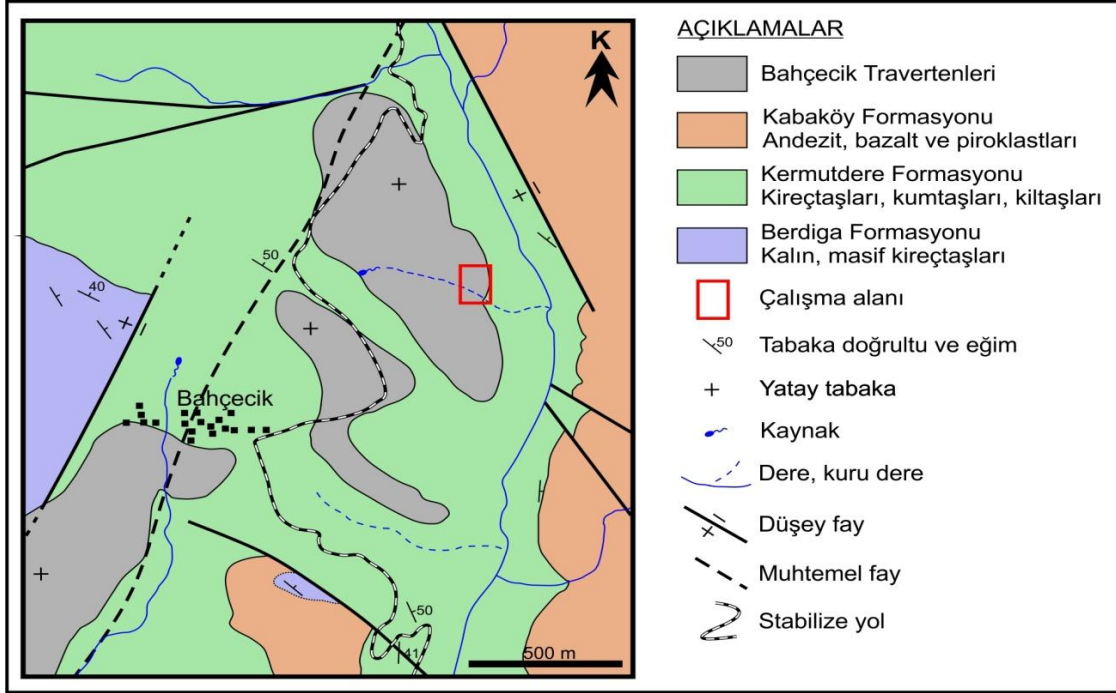 K
50
40
Bahçecik
50
41
500 m
AÇIKLAMALAR
Bahçecik Travertenleri
Kabaköy Formasyonu
Andezit, bazalt ve piroklastları
Kermutdere Formasyonu
Kireçtaşları, kumtaşları, kiltaşları
Berdiga Formasyonu
Kalın, masif kireçtaşları
Çalışma alanı
50
Tabaka doğrultu ve eğim
Yatay tabaka
Kaynak
Dere, kuru dere
Düşey fay
Muhtemel fay
Stabilize yol